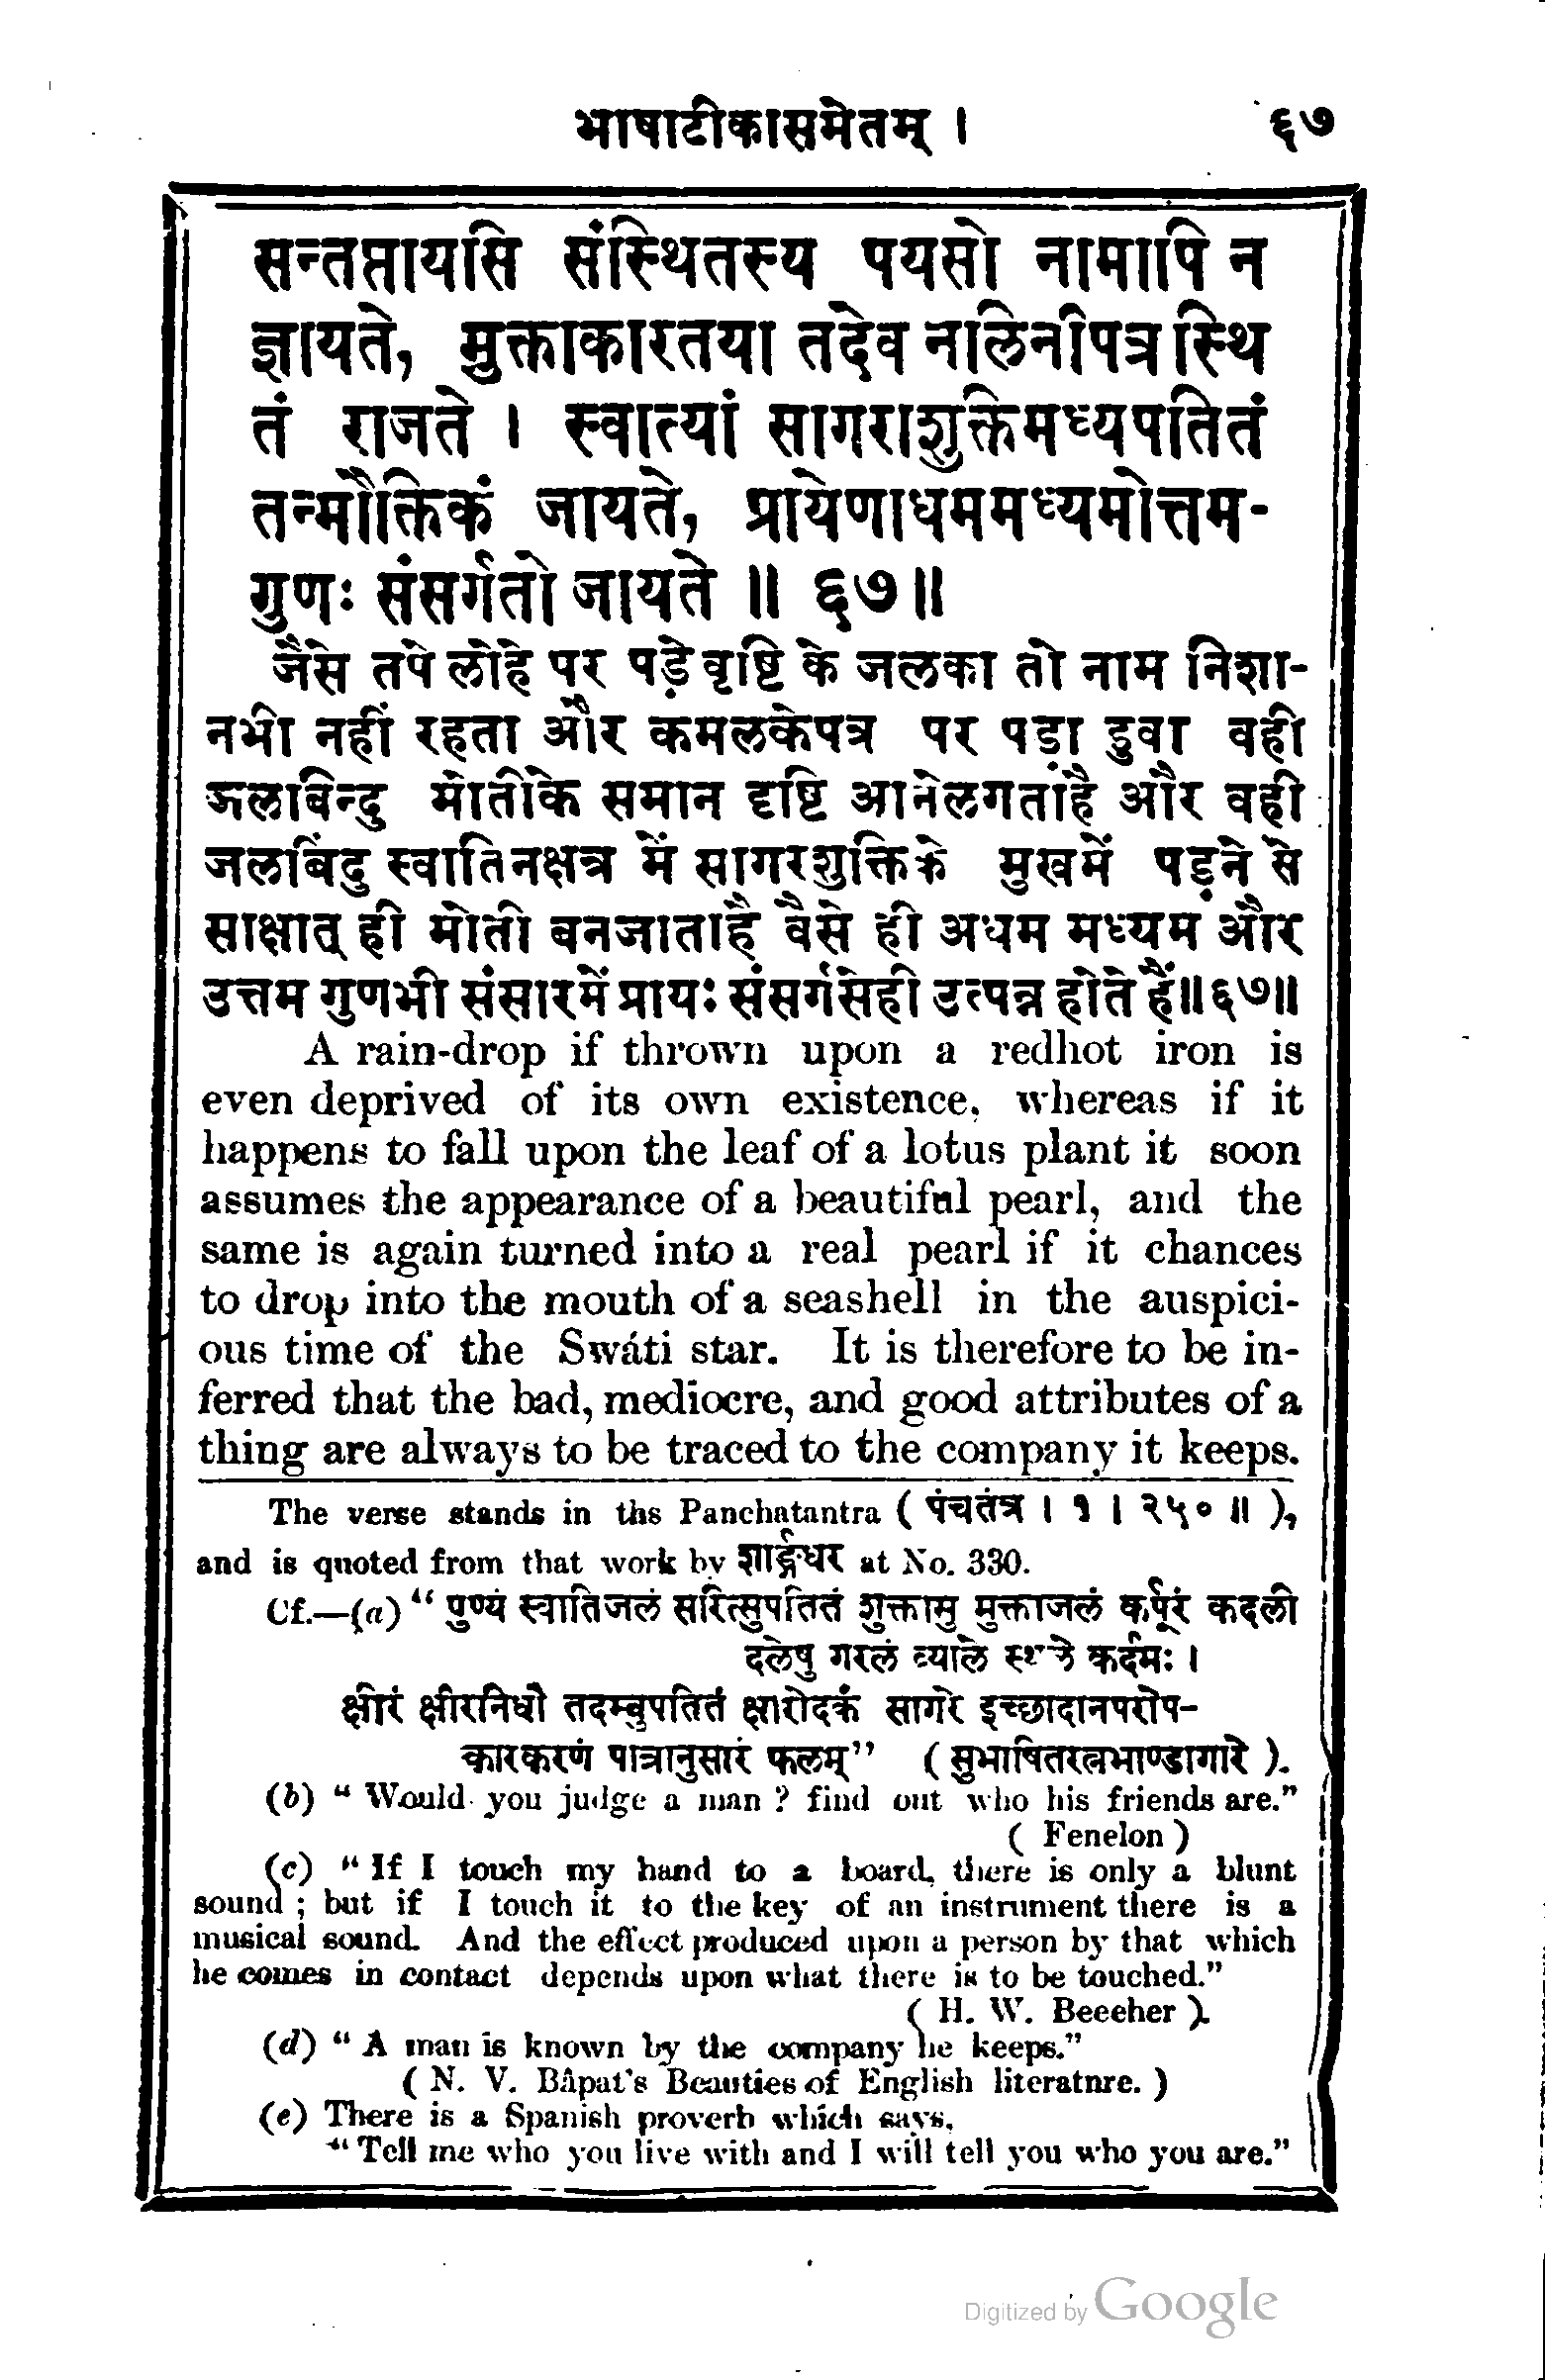 भाषाटीकासमेतम् । ६७
सन्तप्तायसि संस्थितस्य पयसो नामापि न
ज्ञायते, मुक्ताकारतया तदेव नलिनीपत्रस्थि
तं राजते । स्वात्यां सागराशुक्तिमध्यपतितं
तन्मौक्तिकं जायते, प्रायेणाधममध्यमोत्तम-
गुणः संसर्गतो जायते ॥ ६७॥
जैसे तपे लोहे पर पड़े वृष्टि के जलका तो नाम निशा-
नभी नहीं रहता और कमलकेपत्र पर पड़ा हुवा वही
जलबिन्दु मोतीके समान दृष्टि आनेलगताहै और वही
जलबिंदु स्वातिनक्षत्र में सागरशुक्तिके मुखमें पड़ने से
साक्षात् ही मोती बनजाताहै वैसे ही अधम मध्यम और
उत्तम गुणभी संसारमें प्रायः संसर्गसेही उत्पन्न होते हैं॥६७॥
A rain-drop if thrown upon a redhot iron is
even deprived of its own existence, whereas if it
happens to fall upon the leaf of a lotus plant it soon
assumes the appearance of a beautiful pearl, and the
same is again turned into a real pearl if it chances
to drop into the mouth of a seashell in the auspici-
ous time of the Swáti star. It is therefore to be in-
ferred that the bad, mediocre, and good attributes of a
thing are always to be traced to the company it keeps.
The verse stands in ths Panchatantra ( पंचतंत्र । १ । २५० ॥ ),
and is quoted from that work by शार्ङ्गधर at No. 330.
Cf.—(a) “ पुण्यं स्वातिजलं सरित्सुपतितं शुक्तामु मुक्ताजलं कर्पूरं कदली
दलेषु गरलं व्याले स्थले कर्दमः ।
क्षीरं क्षीरनिधौ तदम्बुपतितं क्षारोदकं सागरे इच्छादानपरोप-
कारकरणं पात्रानुसारं फलम्” ( सुभाषितरत्नभाण्डागारे ).
(b) “ Would you judge a man ? find out who his friends are.”
( Fenelon )
(c) “ If I touch my hand to a board, there is only a blunt
sound ; but if I touch it to the key of an instrument there is a
musical sound. And the effect produced upon a person by that which
he comes in contact depends upon what there is to be touched.”
( H. W. Beeeher ).
(d) “ A man is known by the company he keeps.”
( N. V. Bâpat's Beauties of English literatnre. )
(e) There is a Spanish proverb which says,
“ Tell me who you live with and I will tell you who you are.”
Digitized by Google